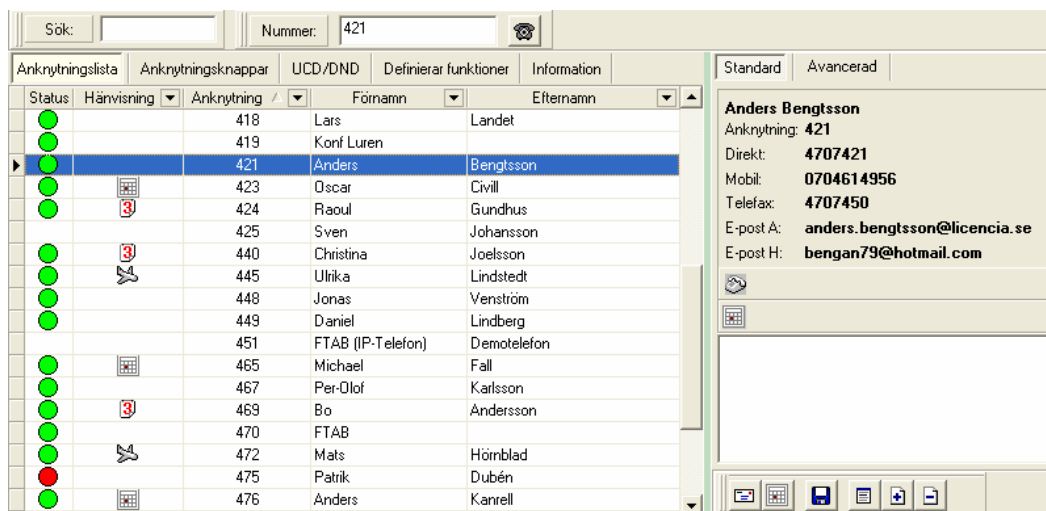 Sök: Nummer: 421
Anknytningslista Anknytningsknappar UCD/DND Definierar funktioner Information
Status Hänvisning Anknytning Förnamn Efternamn
418 Lars Landet
419 Konf Luren
421 Anders Bengtsson
423 Oscar Civill
3 424 Raoul Gundhus
425 Sven Johansson
3 440 Christina Joelsson
445 Ulrika Lindstedt
448 Jonas Venström
449 Daniel Lindberg
451 FTAB (IP-Telefon) Demotelefon
465 Michael Fall
467 Per-Olof Karlsson
3 469 Bo Andersson
470 FTAB
472 Mats Hörnblad
475 Patrik Dubén
476 Anders Kanrell
Standard Avancerad
Anders Bengtsson
Anknytning: 421
Direkt: 4707421
Mobil: 0704614956
Telefax: 4707450
E-post A: anders.bengtsson@licencia.se
E-post H: bengan79@hotmail.com